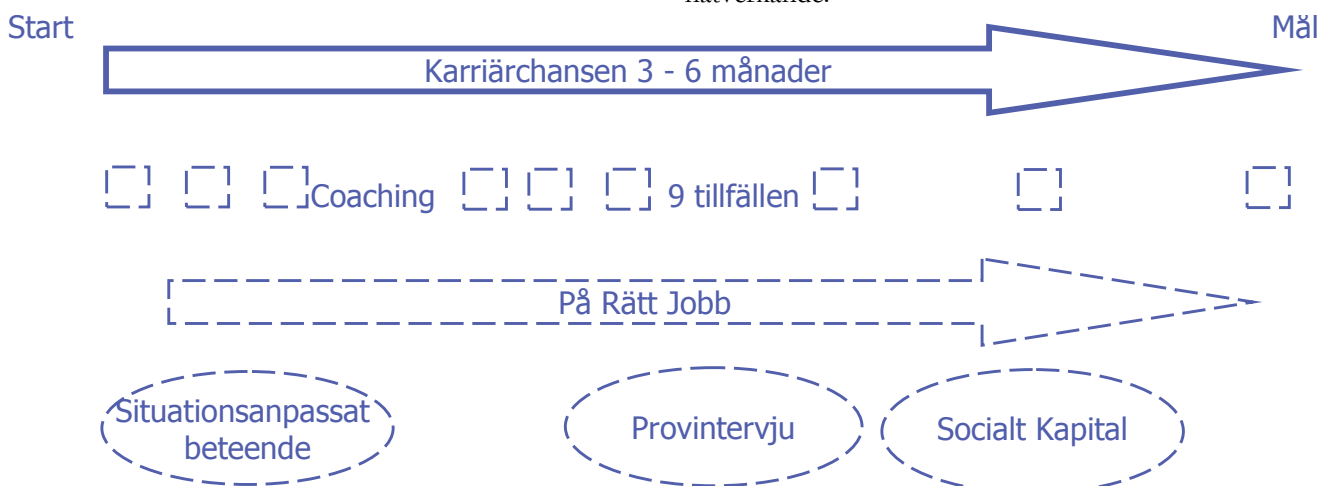 Start
Mål
Karriärchansen 3 - 6 månader
Coaching
9 tillfällen
På Rätt Jobb
Situationsanpassat
beteende
Provintervju
Socialt Kapital